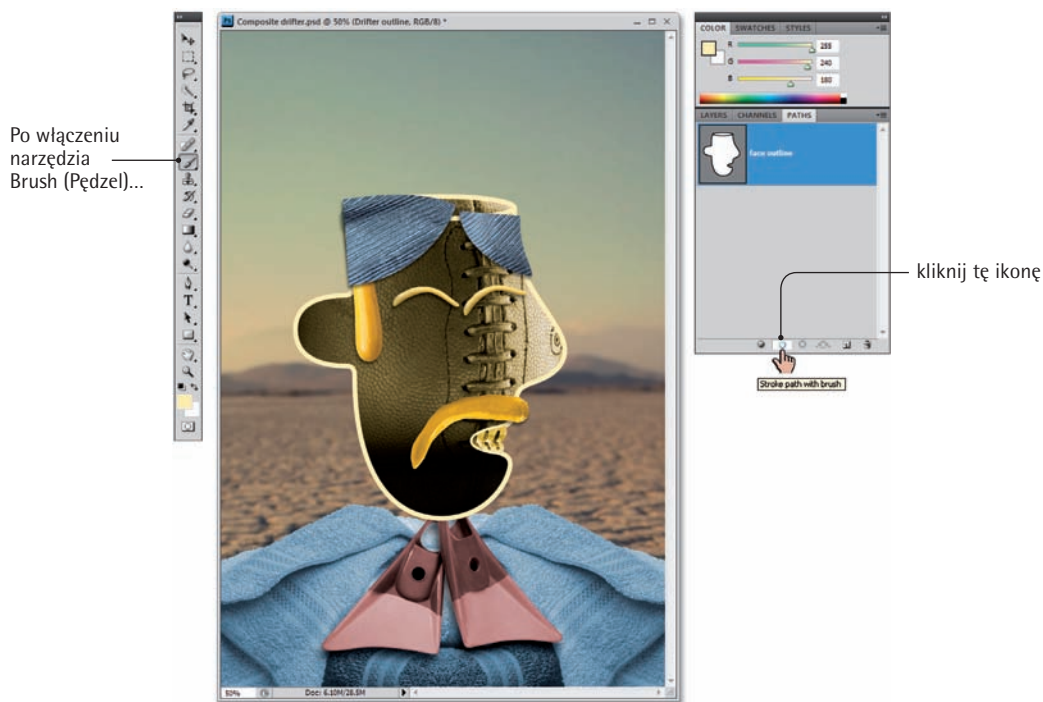 Composite drifter.psd @ 50% (Drifter outline, RGB/8) *
COLOR SWATCHES STYLES
R 255
G 240
B 180
LAYERS CHANNELS PATHS
face outline
Po włączeniu
narzędzia
Brush (Pędzel)...
kliknij tę ikonę
Stroke path with brush
50% Doc: 6.10M/28.5M